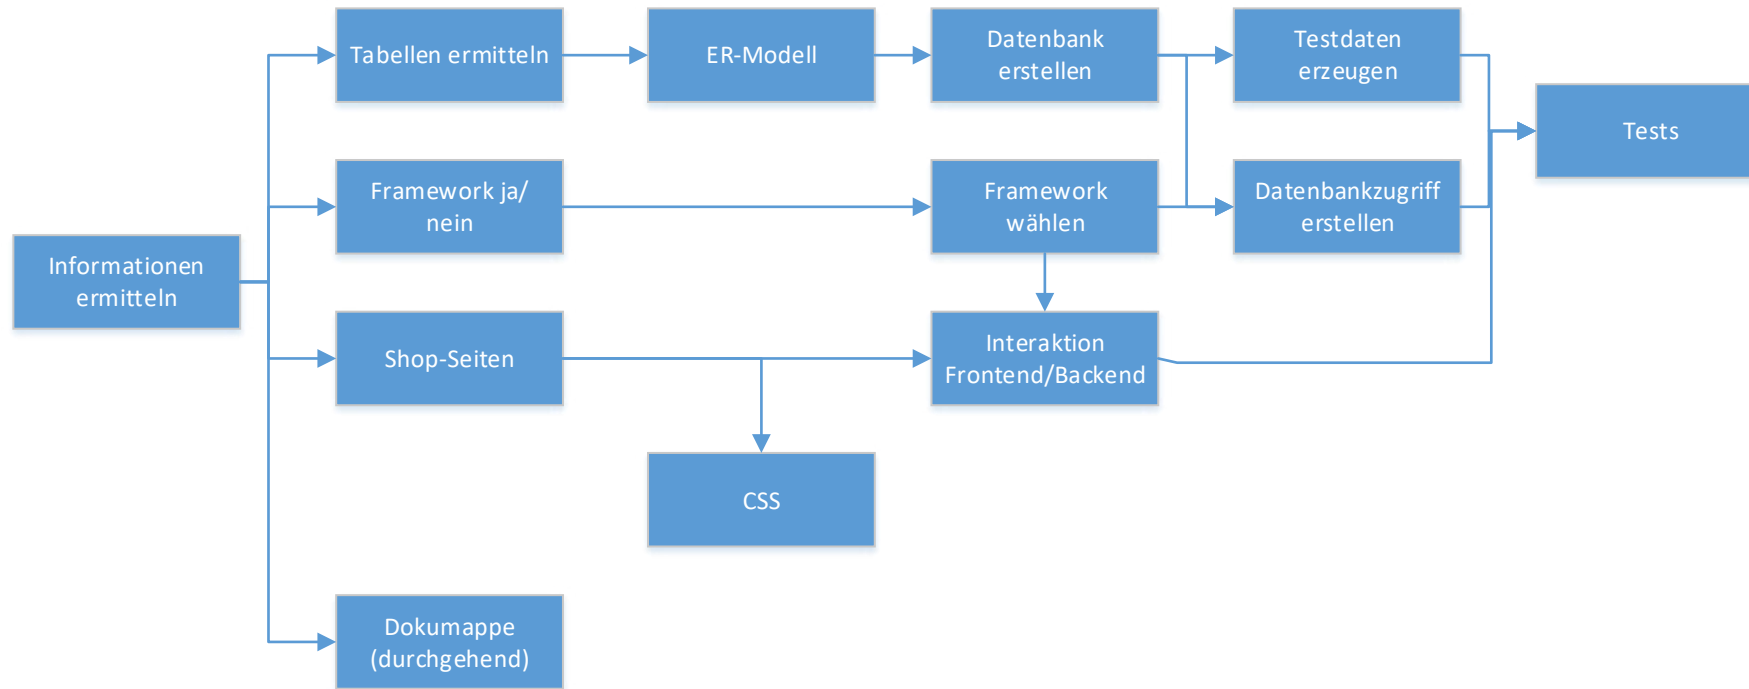 Tabellen ermitteln
ER-Modell
Datenbank
erstellen
Testdaten
erzeugen
Tests
Framework ja/
nein
Framework
wählen
Datenbankzugriff
erstellen
Informationen
ermitteln
Shop-Seiten
Interaktion
Frontend/Backend
CSS
Dokumappe
(durchgehend)